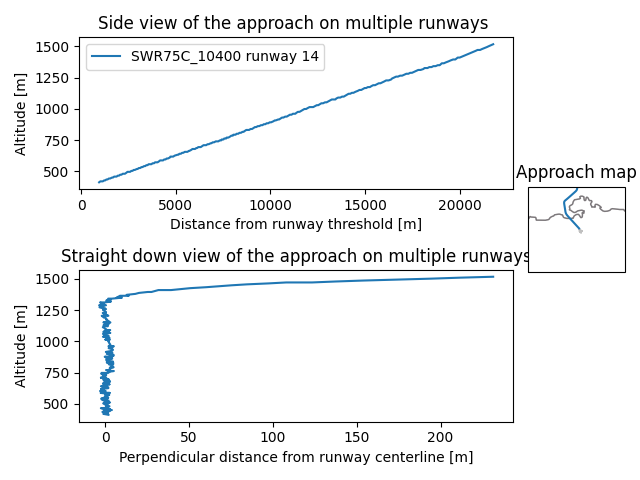 Side view of the approach on multiple runways
1500
1250
1000
750
500
Altitude [m]
SWR75C_10400 runway 14
0 5000 10000 15000 20000
Distance from runway threshold [m]
Approach map
Straight down view of the approach on multiple runways
1500
1250
1000
750
500
Altitude [m]
0 50 100 150 200
Perpendicular distance from runway centerline [m]